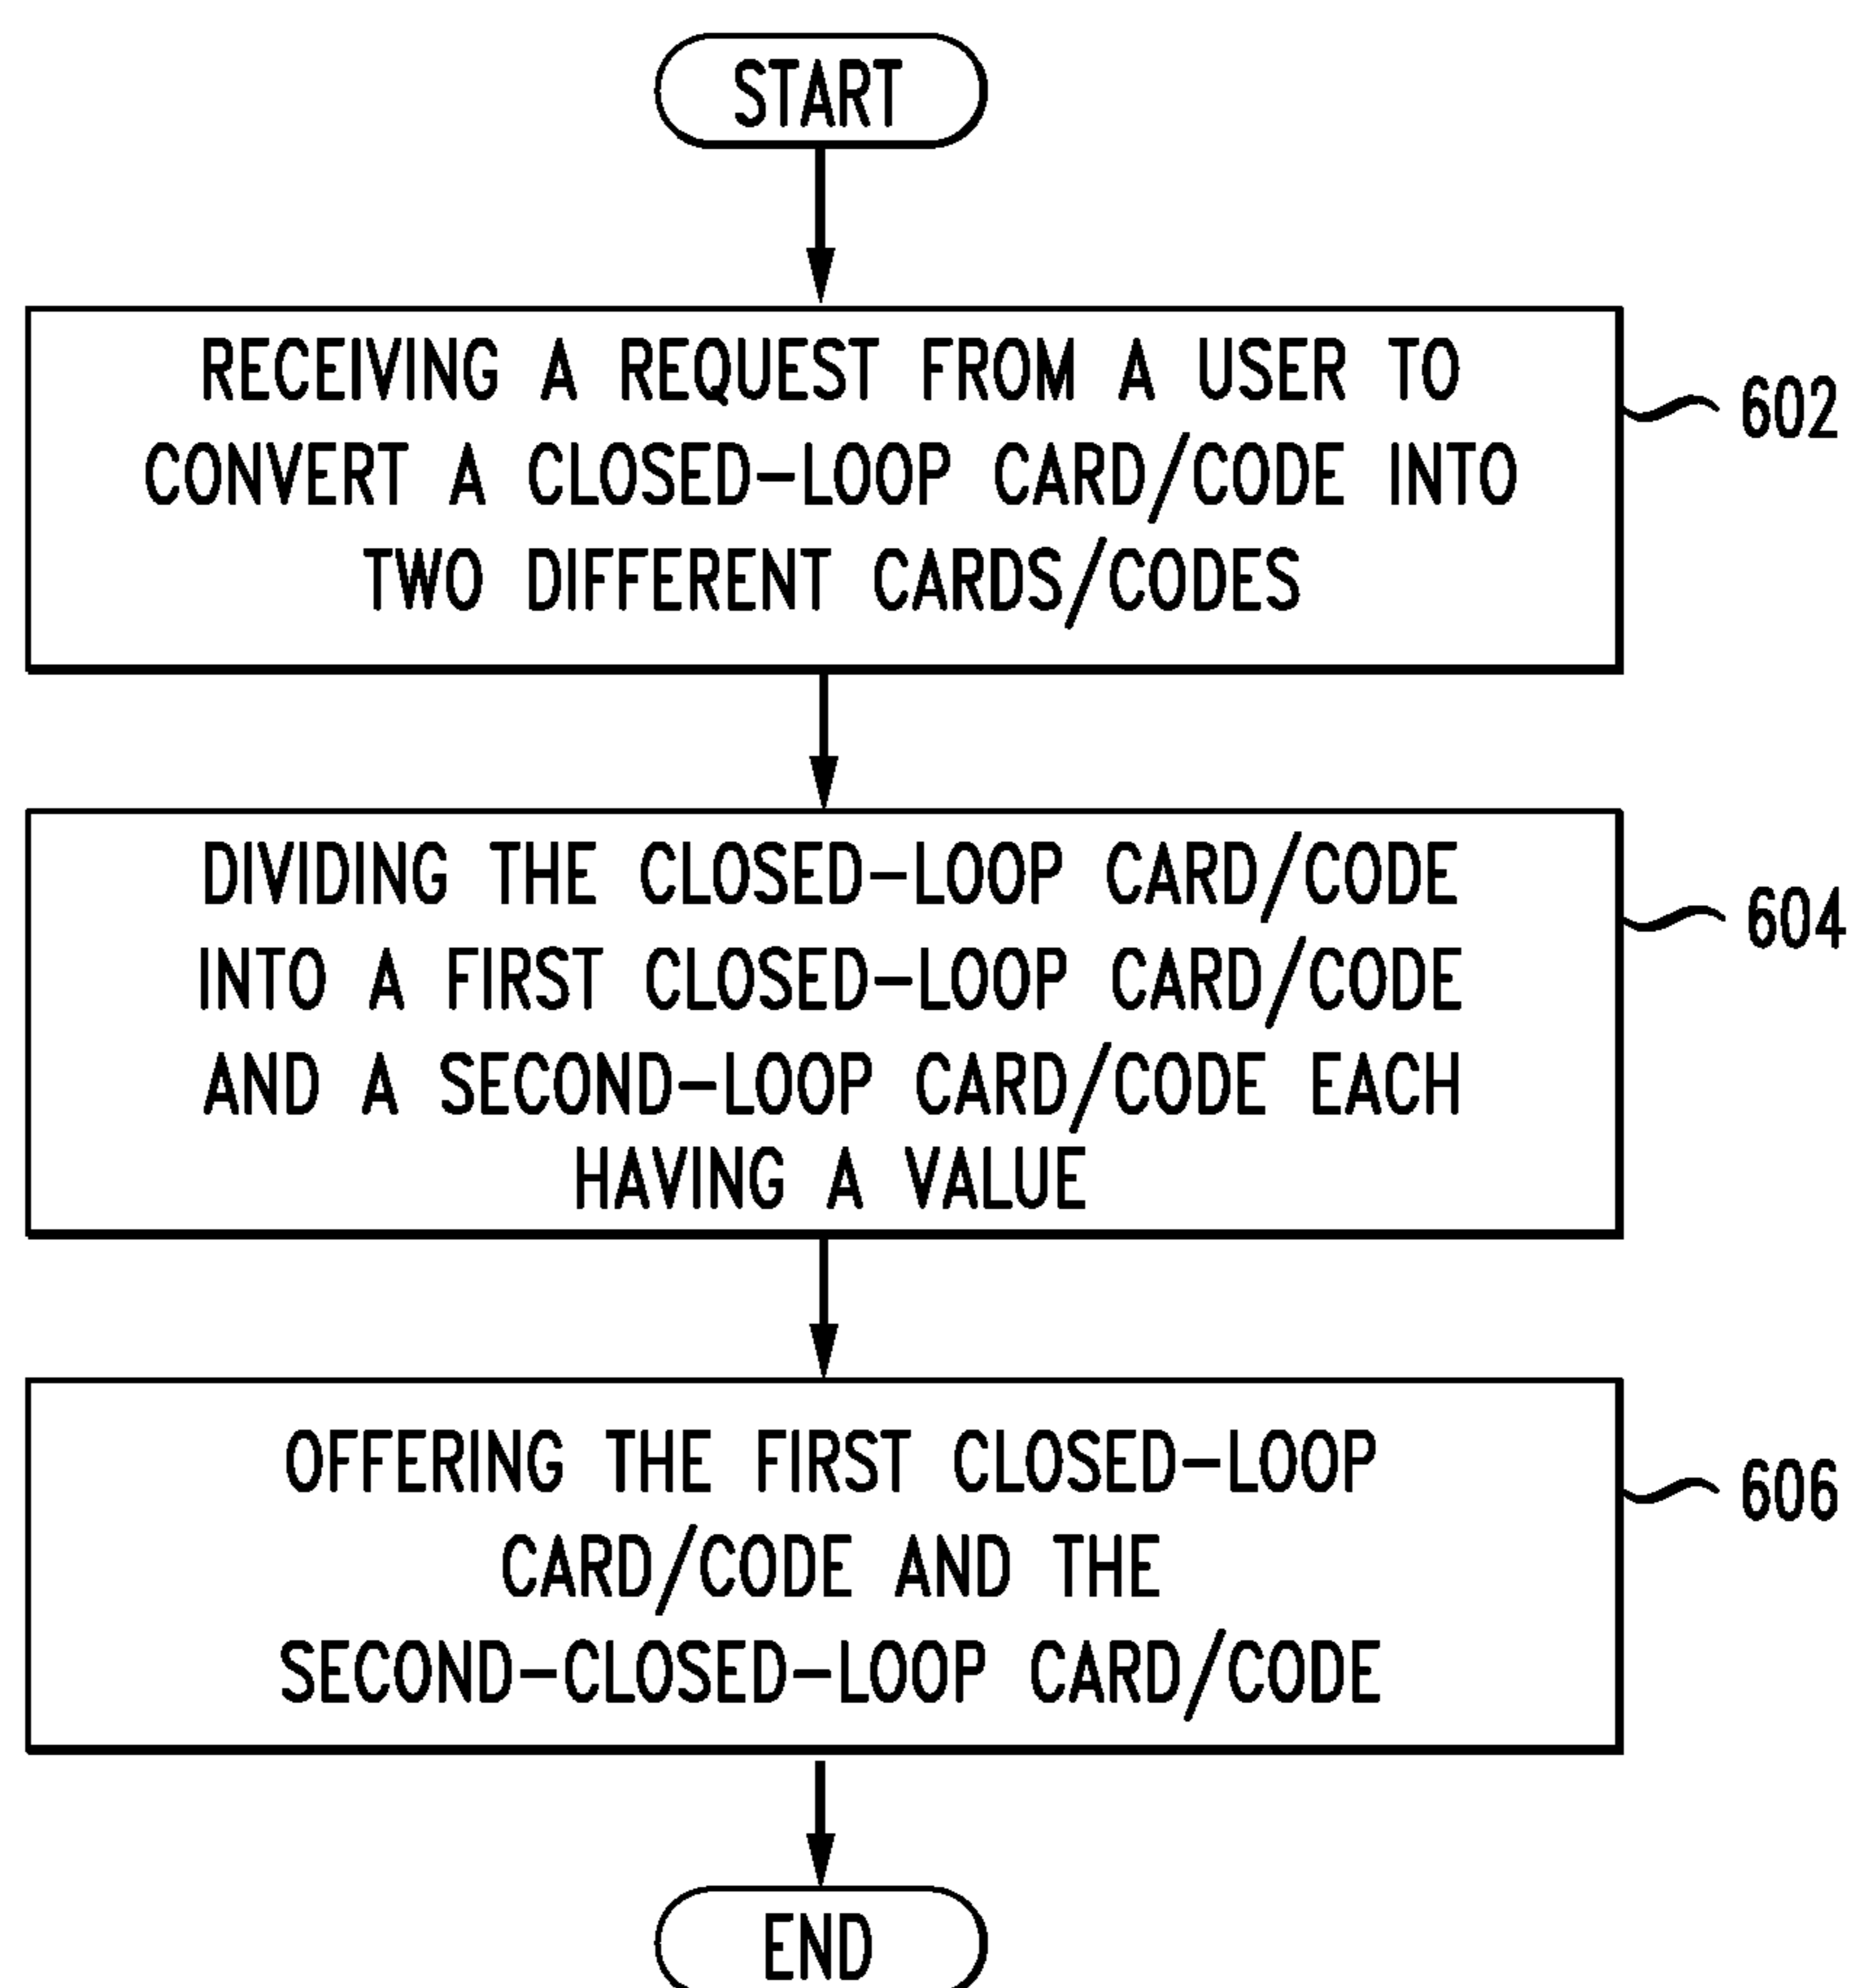 START
RECEIVING A REQUEST FROM A USER TO
CONVERT A CLOSED-LOOP CARD/CODE INTO
TWO DIFFERENT CARDS/CODES
602
DIVIDING THE CLOSED-LOOP CARD/CODE
INTO A FIRST CLOSED-LOOP CARD/CODE
AND A SECOND-LOOP CARD/CODE EACH
HAVING A VALUE
604
OFFERING THE FIRST CLOSED-LOOP
CARD/CODE AND THE
SECOND-CLOSED-LOOP CARD/CODE
606
END